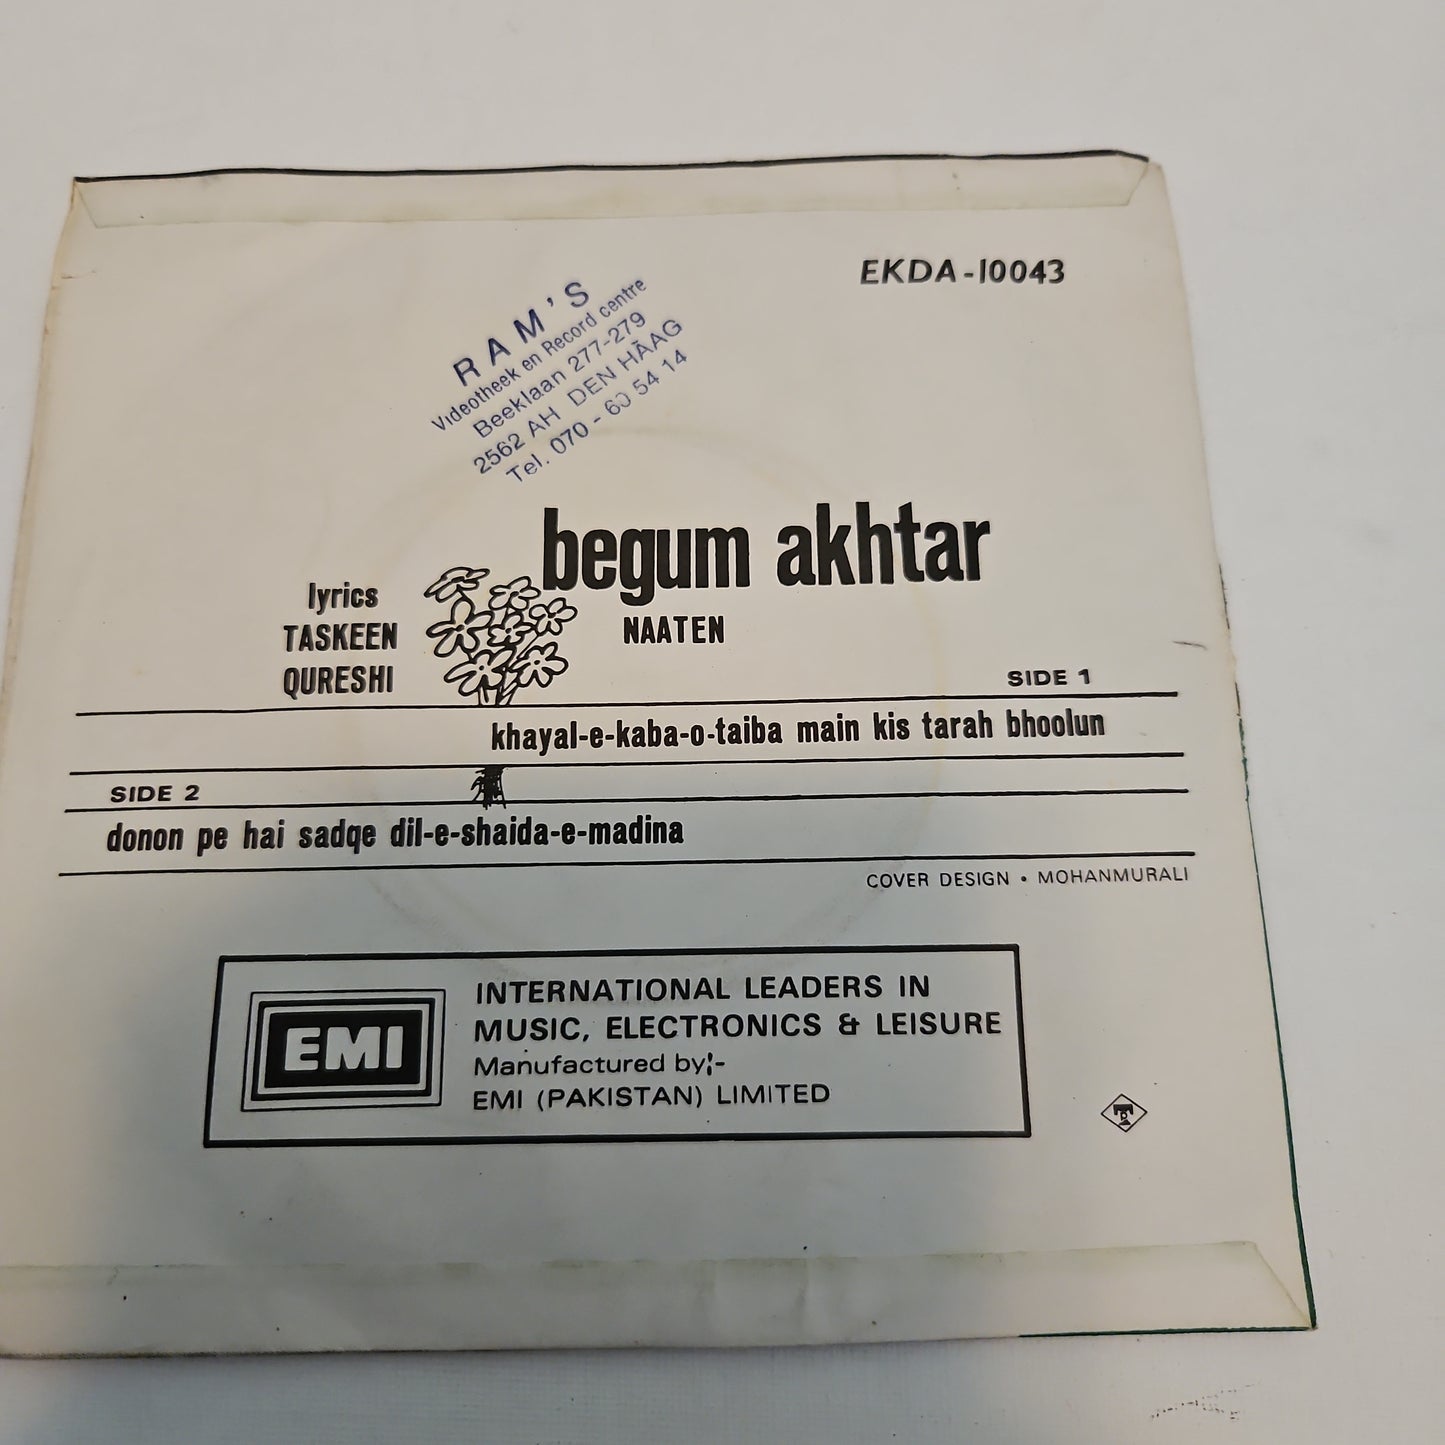 EKDA-10043
RAM'S
Videotheek en Record centre
Beeklaan 277-279
2562 AH DEN HAAG
Tel. 070 - 60 54 14
begum akhtar
NAATEN
lyrics
TASKEEN
QURESHI
SIDE 1
khayal-e-kaba-o-taiba main kis tarah bhoolun
SIDE 2
donon pe hai sadqe dil-e-shaida-e-madina
COVER DESIGN • MOHANMURALI
EMI
INTERNATIONAL LEADERS IN
MUSIC, ELECTRONICS & LEISURE
Manufactured by:-
EMI (PAKISTAN) LIMITED